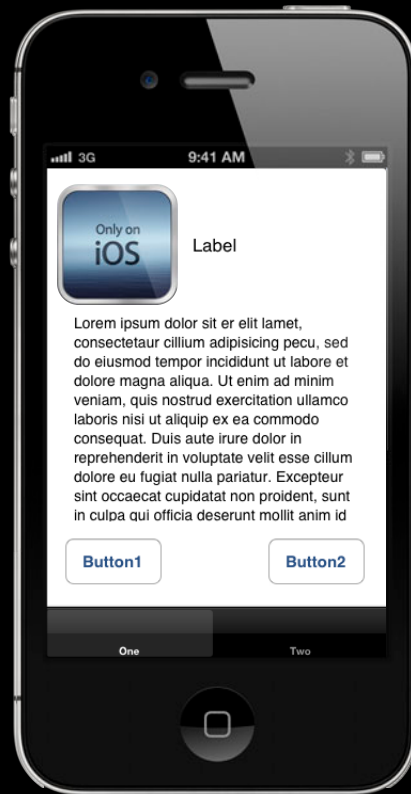 3G 9:41 AM
Only on
iOS
Label
Lorem ipsum dolor sit er elit lamet,
consectetaur cillium adipisicing pecu, sed
do eiusmod tempor incididunt ut labore et
dolore magna aliqua. Ut enim ad minim
veniam, quis nostrud exercitation ullamco
laboris nisi ut aliquip ex ea commodo
consequat. Duis aute irure dolor in
reprehenderit in voluptate velit esse cillum
dolore eu fugiat nulla pariatur. Excepteur
sint occaecat cupidatat non proident, sunt
in culpa qui officia deserunt mollit anim id
Button1 Button2
One Two